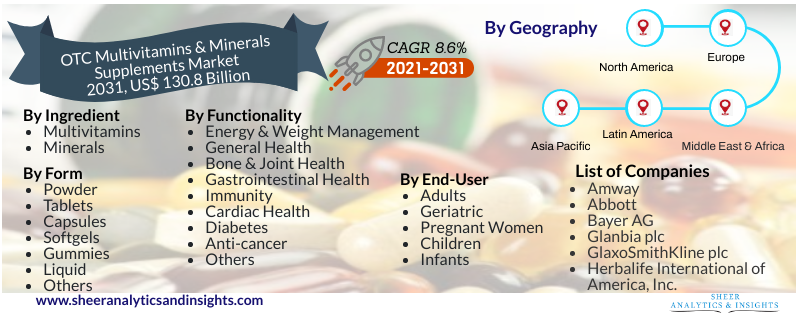 OTC Multivitamins & Minerals
Supplements Market
2031, US$ 130.8 Billion
CAGR 8.6%
2021-2031
By Geography
North America
Europe
Asia Pacific
Latin America
Middle East & Africa
By Ingredient
• Multivitamins
• Minerals
By Form
• Powder
• Tablets
• Capsules
• Softgels
• Gummies
• Liquid
• Others
By Functionality
• Energy & Weight Management
• General Health
• Bone & Joint Health
• Gastrointestinal Health
• Immunity
• Cardiac Health
• Diabetes
• Anti-cancer
• Others
By End-User
• Adults
• Geriatric
• Pregnant Women
• Children
• Infants
List of Companies
• Amway
• Abbott
• Bayer AG
• Glanbia plc
• GlaxoSmithKline plc
• Herbalife International of
America, Inc.
www.sheeranalyticsandinsights.com
SHEER
ANALYTICS & INSIGHTS